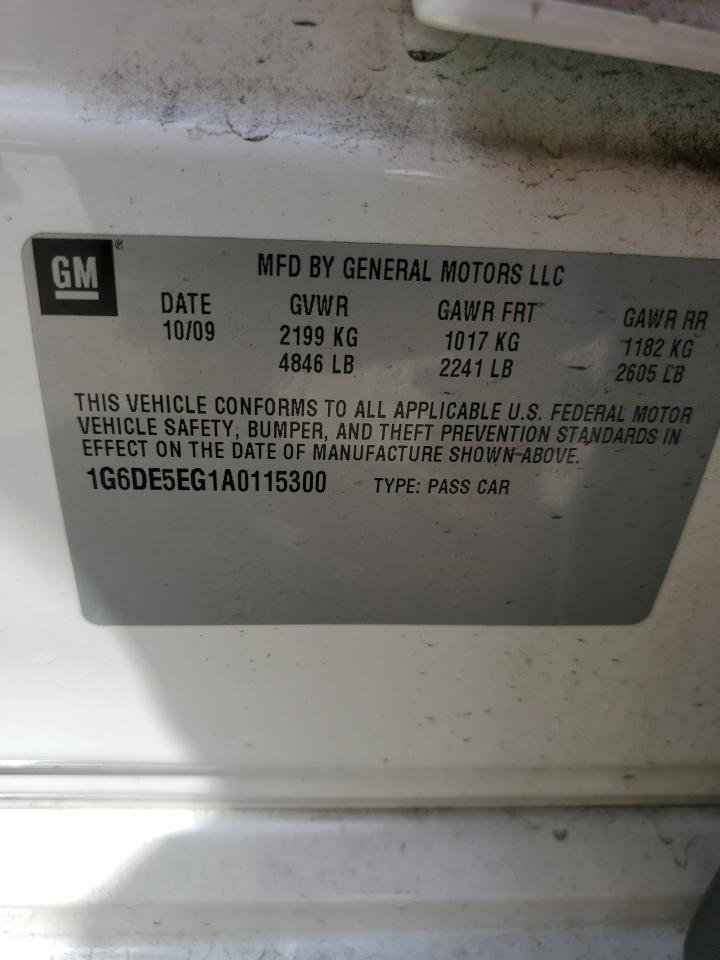 GM®
MFD BY GENERAL MOTORS LLC
DATE GVWR GAWR FRT GAWR RR
10/09 2199 KG 1017 KG 1182 KG
4846 LB 2241 LB 2605 LB
THIS VEHICLE CONFORMS TO ALL APPLICABLE U.S. FEDERAL MOTOR
VEHICLE SAFETY, BUMPER, AND THEFT PREVENTION STANDARDS IN
EFFECT ON THE DATE OF MANUFACTURE SHOWN ABOVE.
1G6DE5EG1A0115300 TYPE: PASS CAR